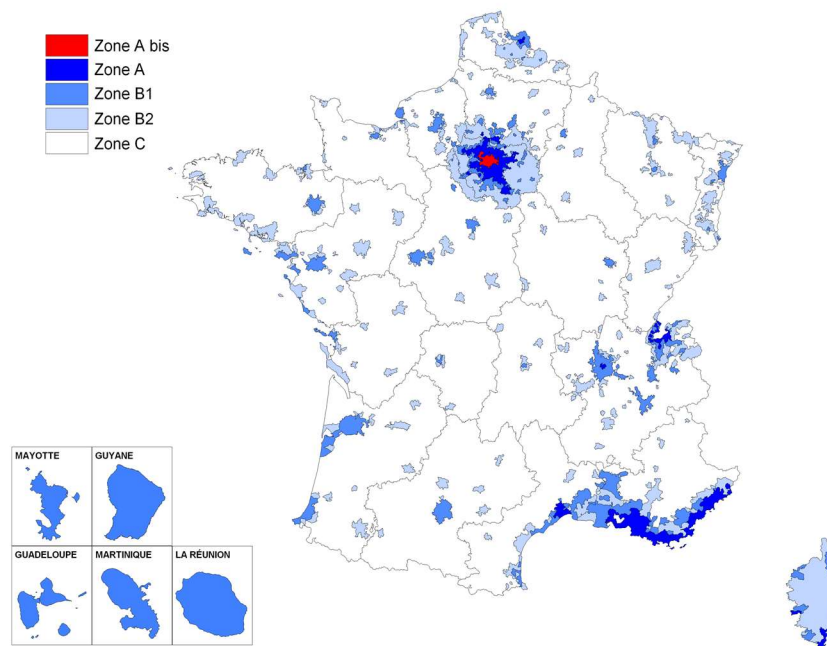 Zone A bis
Zone A
Zone B1
Zone B2
Zone C
MAYOTTE
GUYANE
GUADELOUPE
MARTINIQUE
LA RÉUNION